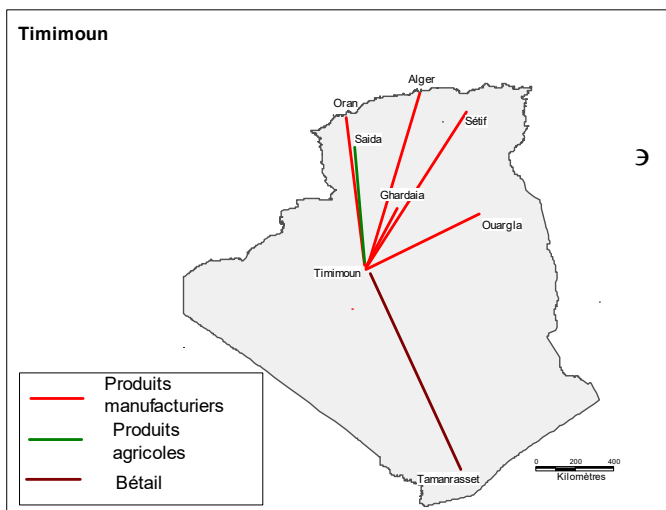 Timimoun
Alger
Oran
Sétif
Saida
Ghardaia
Ouargla
Timimoun
Produits
manufacturiers
Produits
agricoles
Bétail
Tamanrasset
0 200 400
Kilomètres